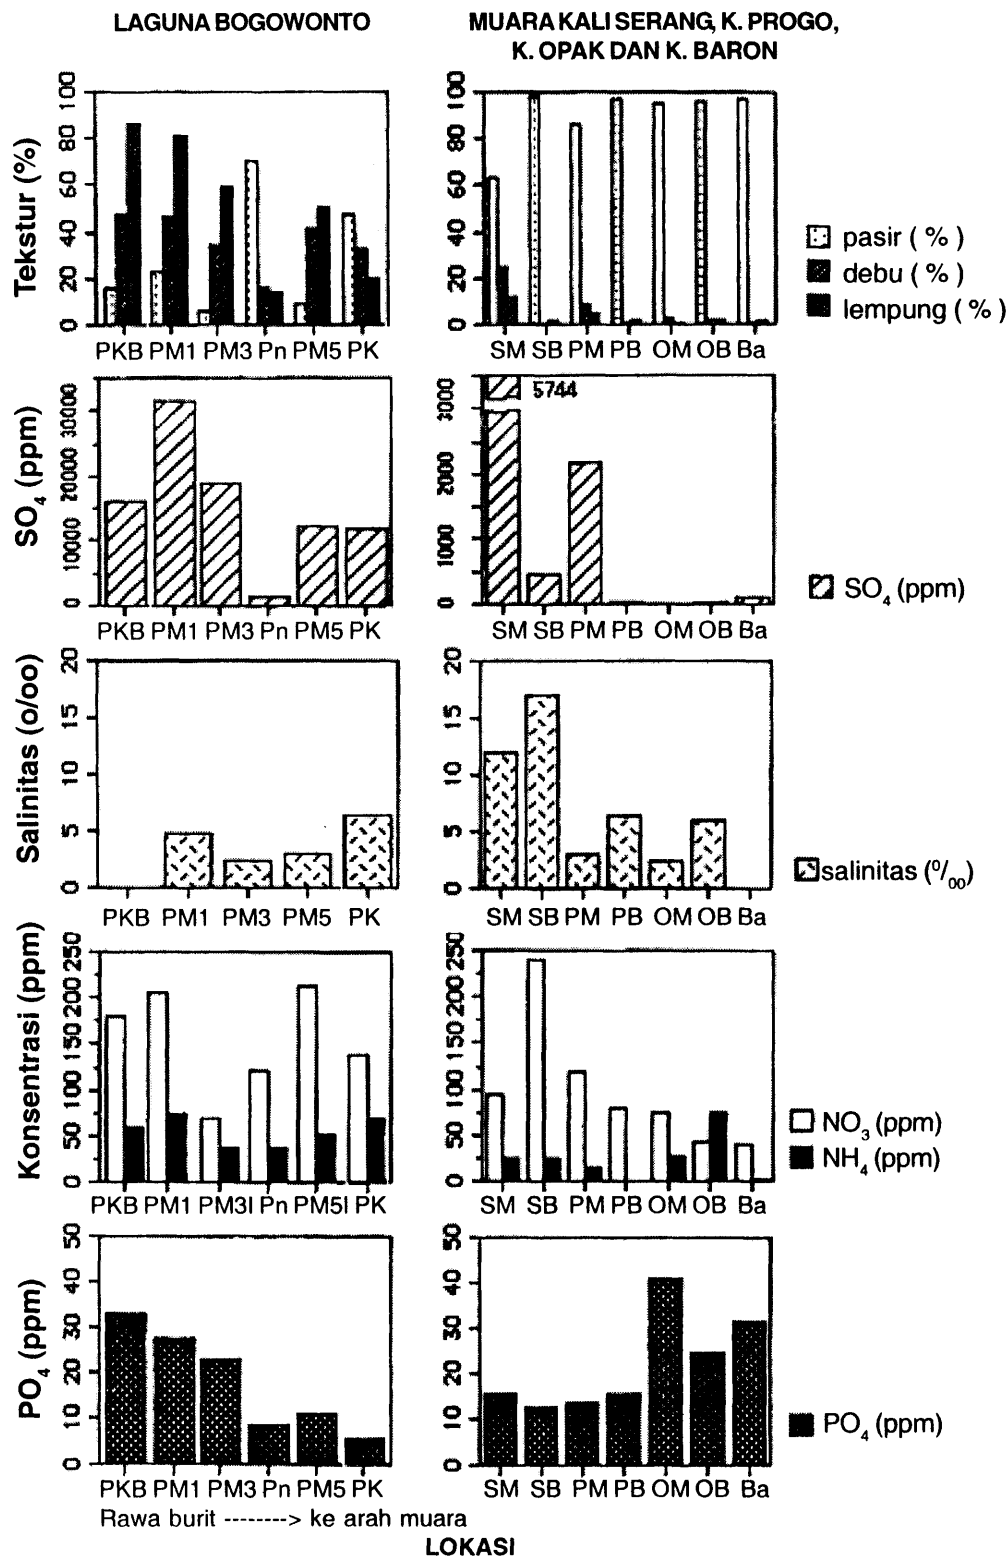 LAGUNA BOGOWONTO
MUARA KALI SERANG, K. PROGO,
K. OPAK DAN K. BARON
Tekstur (%)
100
80
60
40
20
0
PKB PM1 PM3 Pn PM5 PK
100
80
60
40
20
0
SM SB PM PB OM OB Ba
pasir ( % )
debu ( % )
lempung ( % )
SO4 (ppm)
30000
20000
10000
0
PKB PM1 PM3 Pn PM5 PK
3000
2000
1000
0
5744
SM SB PM PB OM OB Ba
SO4 (ppm)
Salinitas (o/oo)
20
15
10
5
0
PKB PM1 PM3 PM5 PK
20
15
10
5
0
SM SB PM PB OM OB Ba
salinitas (o/oo)
Konsentrasi (ppm)
250
200
150
100
50
0
PKB PM1 PM3I Pn PM5I PK
250
200
150
100
50
0
SM SB PM PB OM OB Ba
NO3 (ppm)
NH4 (ppm)
PO4 (ppm)
50
40
30
20
10
0
PKB PM1 PM3 Pn PM5 PK
50
40
30
20
10
0
SM SB PM PB OM OB Ba
PO4 (ppm)
Rawa burit --------> ke arah muara
LOKASI